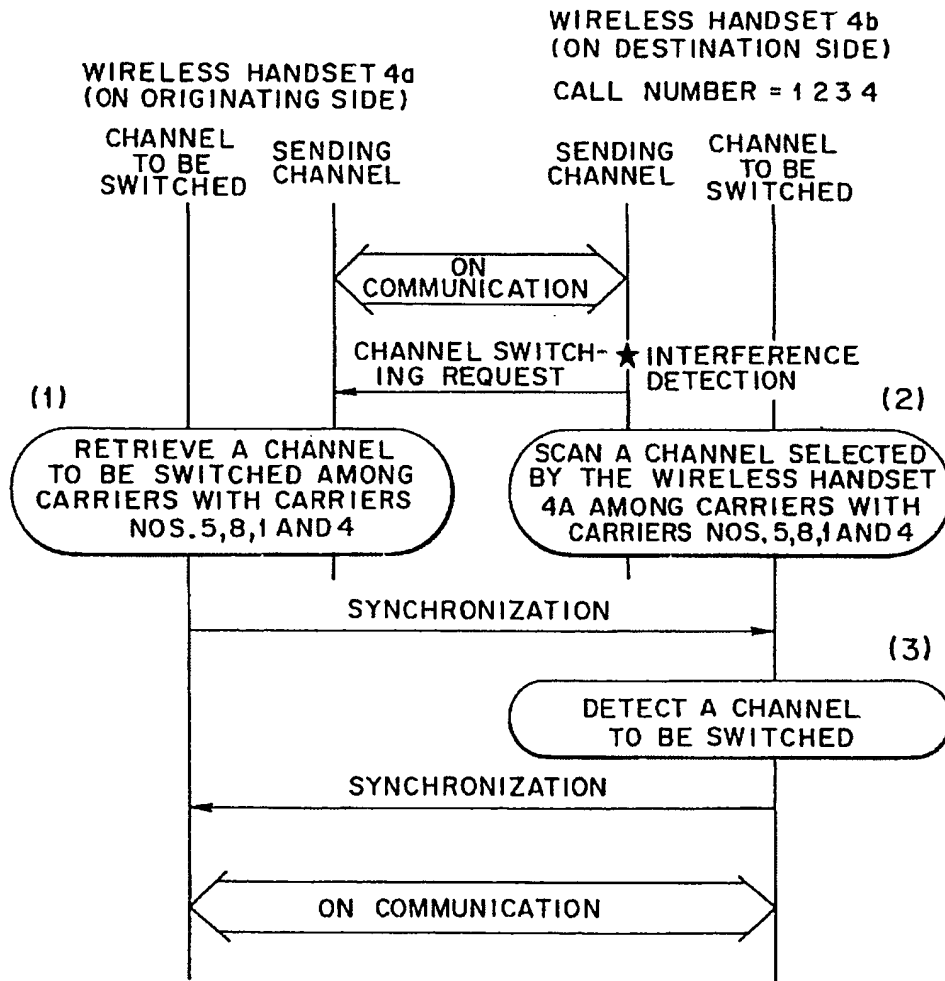 WIRELESS HANDSET 4b
(ON DESTINATION SIDE)
WIRELESS HANDSET 4a
(ON ORIGINATING SIDE)
CALL NUMBER = 1 2 3 4
CHANNEL
TO BE
SWITCHED
SENDING
CHANNEL
SENDING
CHANNEL
CHANNEL
TO BE
SWITCHED
ON
COMMUNICATION
CHANNEL SWITCH-
ING REQUEST
★ INTERFERENCE
DETECTION
(1)
(2)
RETRIEVE A CHANNEL
TO BE SWITCHED AMONG
CARRIERS WITH CARRIERS
NOS. 5,8,1 AND 4
SCAN A CHANNEL SELECTED
BY THE WIRELESS HANDSET
4A AMONG CARRIERS WITH
CARRIERS NOS. 5,8,1 AND 4
SYNCHRONIZATION
(3)
DETECT A CHANNEL
TO BE SWITCHED
SYNCHRONIZATION
ON COMMUNICATION